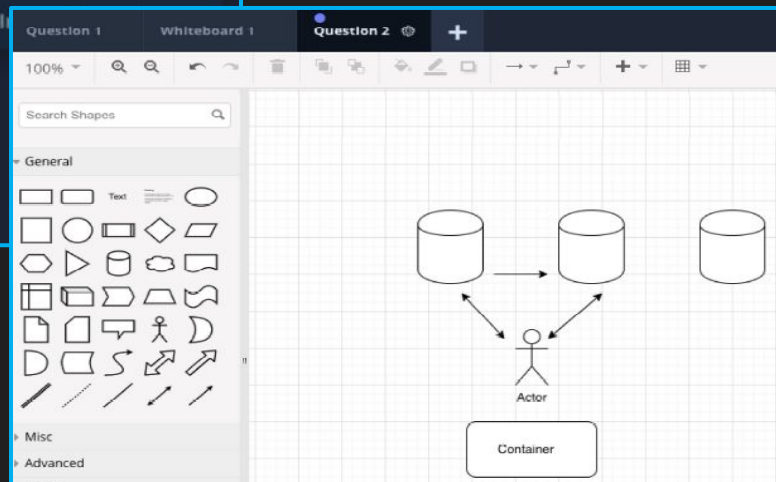 Question 1
Whiteboard 1
Question 2
100%
Search Shapes
General
Text
Misc
Advanced
Actor
Container